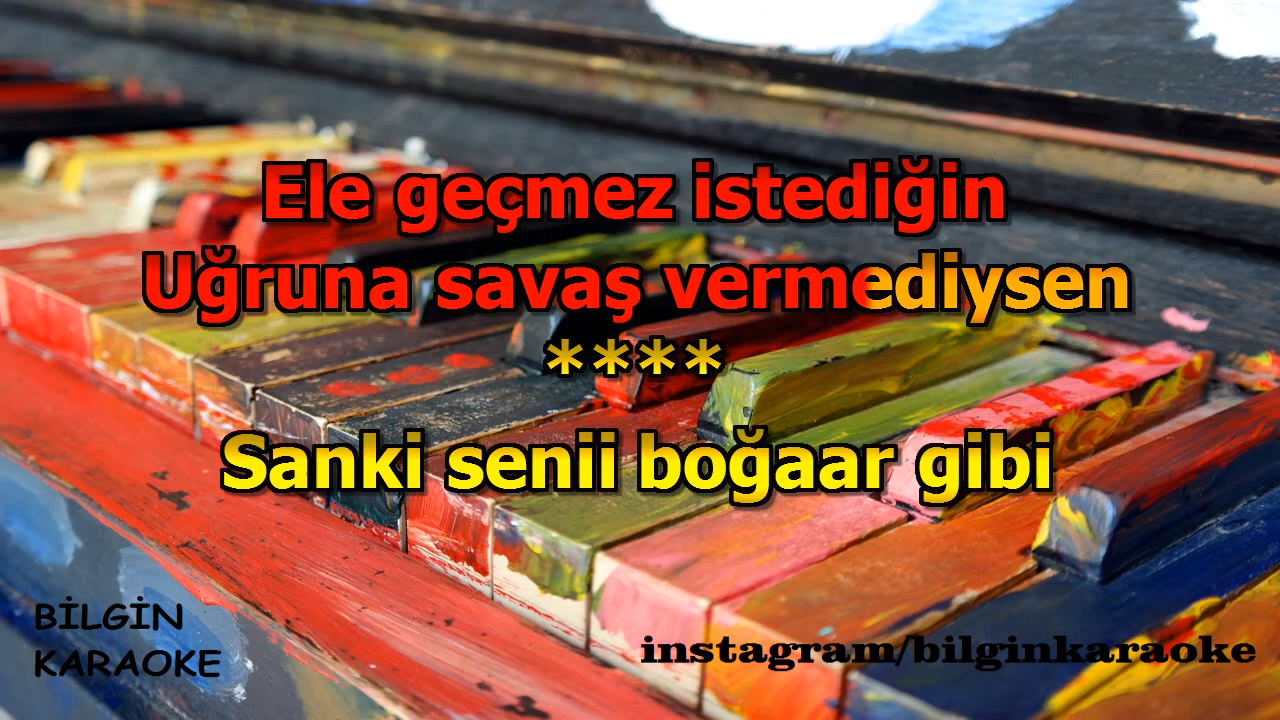 Ele geçmez istediğin
Uğruna savaş vermediysen
****
Sanki senii boğaar gibi
BİLGİN
KARAOKE
instagram/bilginkaraoke